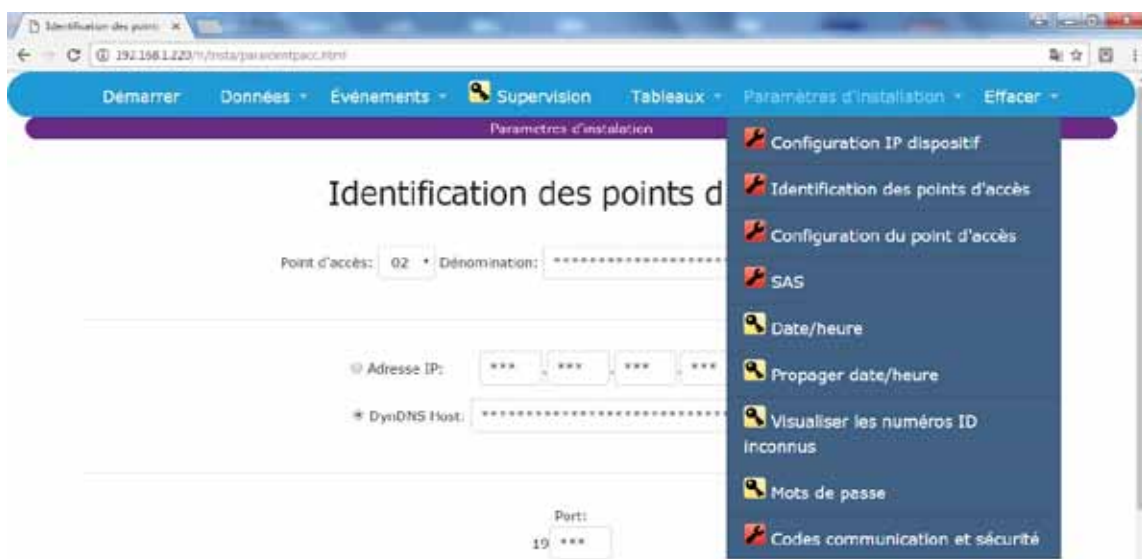 Identification des points
192.168.1.220/
Démarrer Données Événements Supervision Tableaux Paramètres d'installation Effacer
Parametres d'instalation
Configuration IP dispositif
Identification des points d'accès
Configuration du point d'accès
SAS
Date/heure
Propager date/heure
Visualiser les numéros ID
inconnus
Mots de passe
Codes communication et sécurité
Identification des points d
Point d'accès: 02 Dénomination: ********************
Adresse IP: *** . *** . *** . ***
DynDNS Host: ****************************
Port:
19 ***